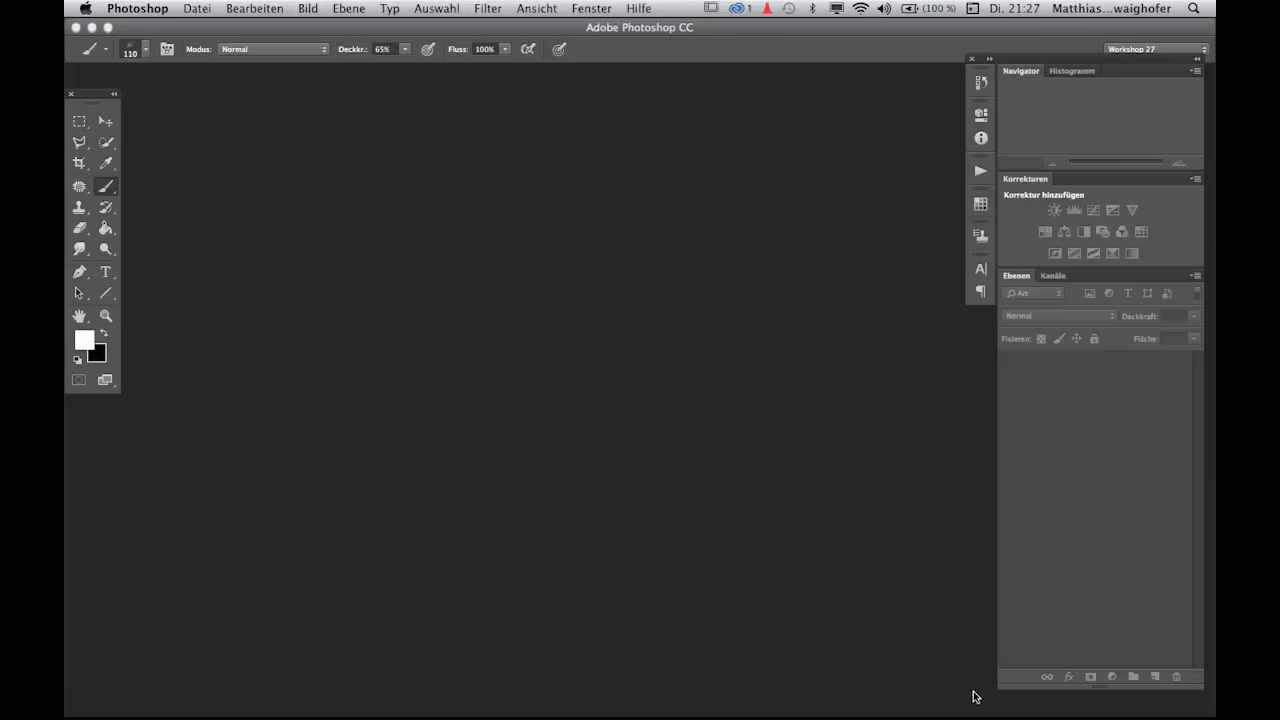 Photoshop Datei Bearbeiten Bild Ebene Typ Auswahl Filter Ansicht Fenster Hilfe 1 (100 %) Di. 21:27 Matthias...waighofer
Adobe Photoshop CC
110 Modus: Normal Deckkr.: 65% Fluss: 100% Workshop 27
Navigator Histogramm
Korrekturen
Korrektur hinzufügen
Ebenen Kanäle
Art
Normal Deckkraft:
Fixieren: Fläche: